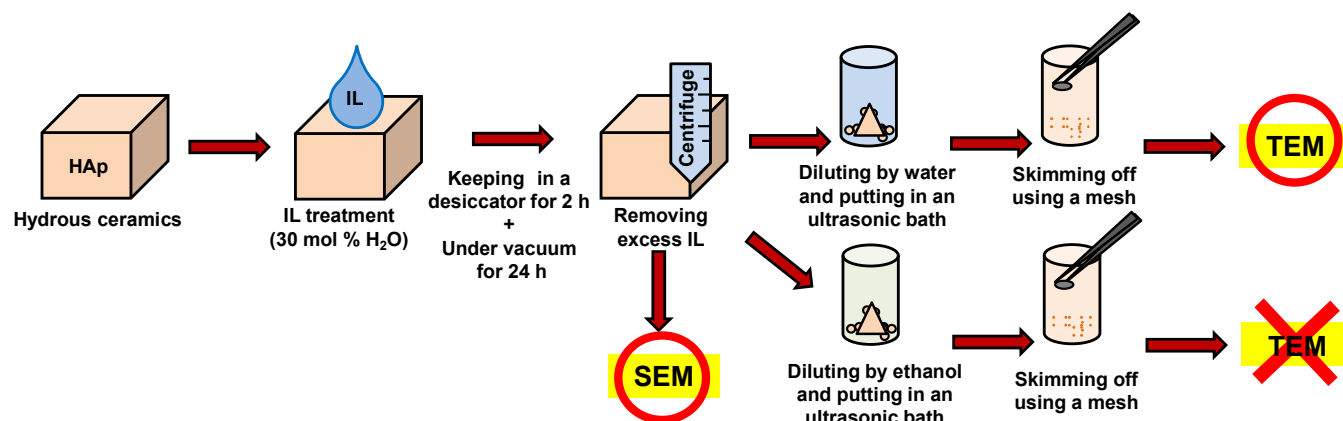 HAp
Hydrous ceramics
IL
IL treatment
(30 mol % H₂O)
Keeping in a
desiccator for 2 h
+
Under vacuum
for 24 h
Centrifuge
Removing
excess IL
SEM
Diluting by water
and putting in an
ultrasonic bath
Skimming off
using a mesh
TEM
Diluting by ethanol
and putting in an
ultrasonic bath
Skimming off
using a mesh
TEM